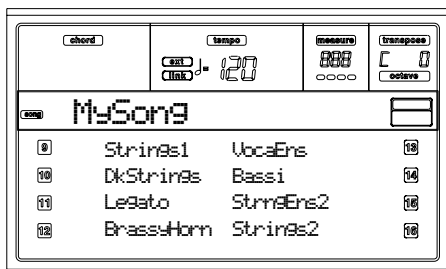 chord tempo measure transpose
ext link ♩= 120 888 C 0
octave
song MySong
9 Strings1 VocaEns 13
10 DkStrings Bassi 14
11 Legato StrngEns2 15
12 BrassyHorn Strings2 16